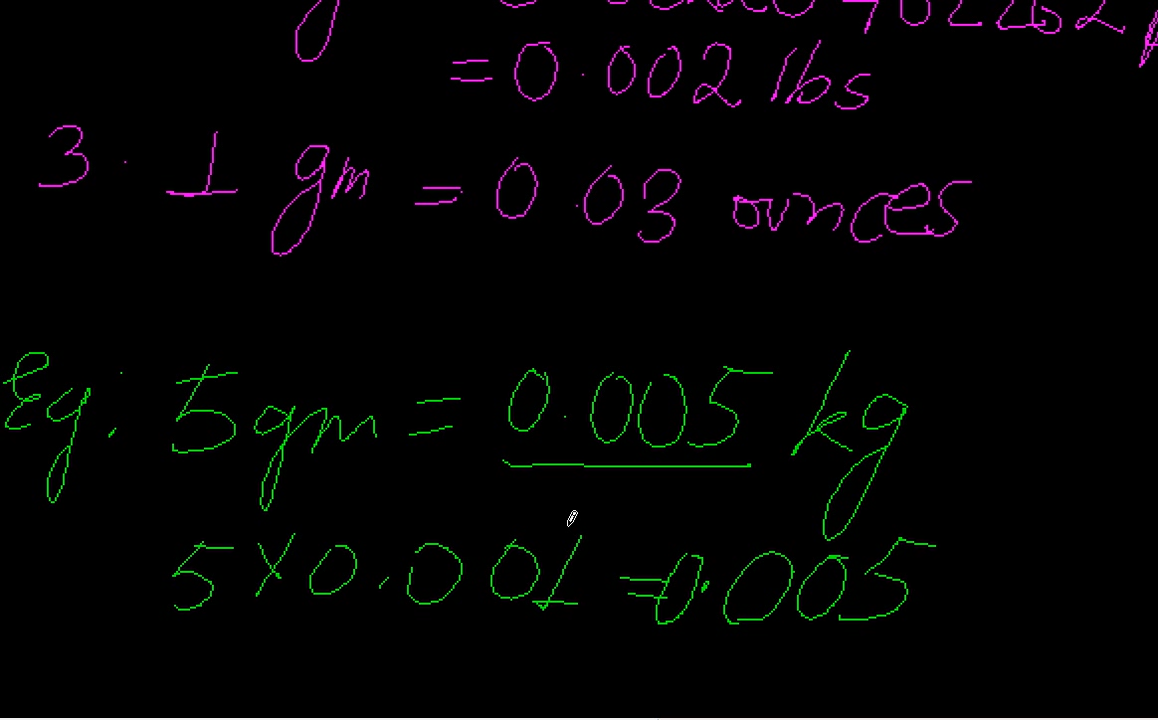 = 0.002 lbs
3. 1 gm = 0.03 ounces
Eg: 5gm = 0.005 kg
5 X 0.001 = 0.005